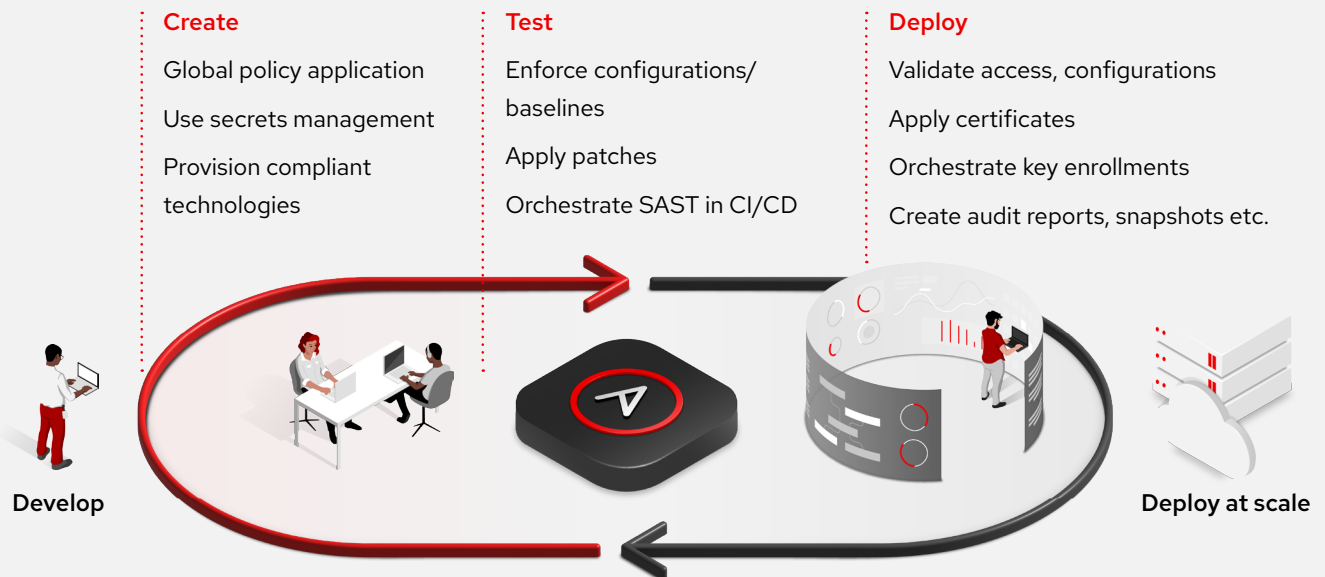 Create
Global policy application
Use secrets management
Provision compliant
technologies
Test
Enforce configurations/
baselines
Apply patches
Orchestrate SAST in CI/CD
Deploy
Validate access, configurations
Apply certificates
Orchestrate key enrollments
Create audit reports, snapshots etc.
Develop
Deploy at scale